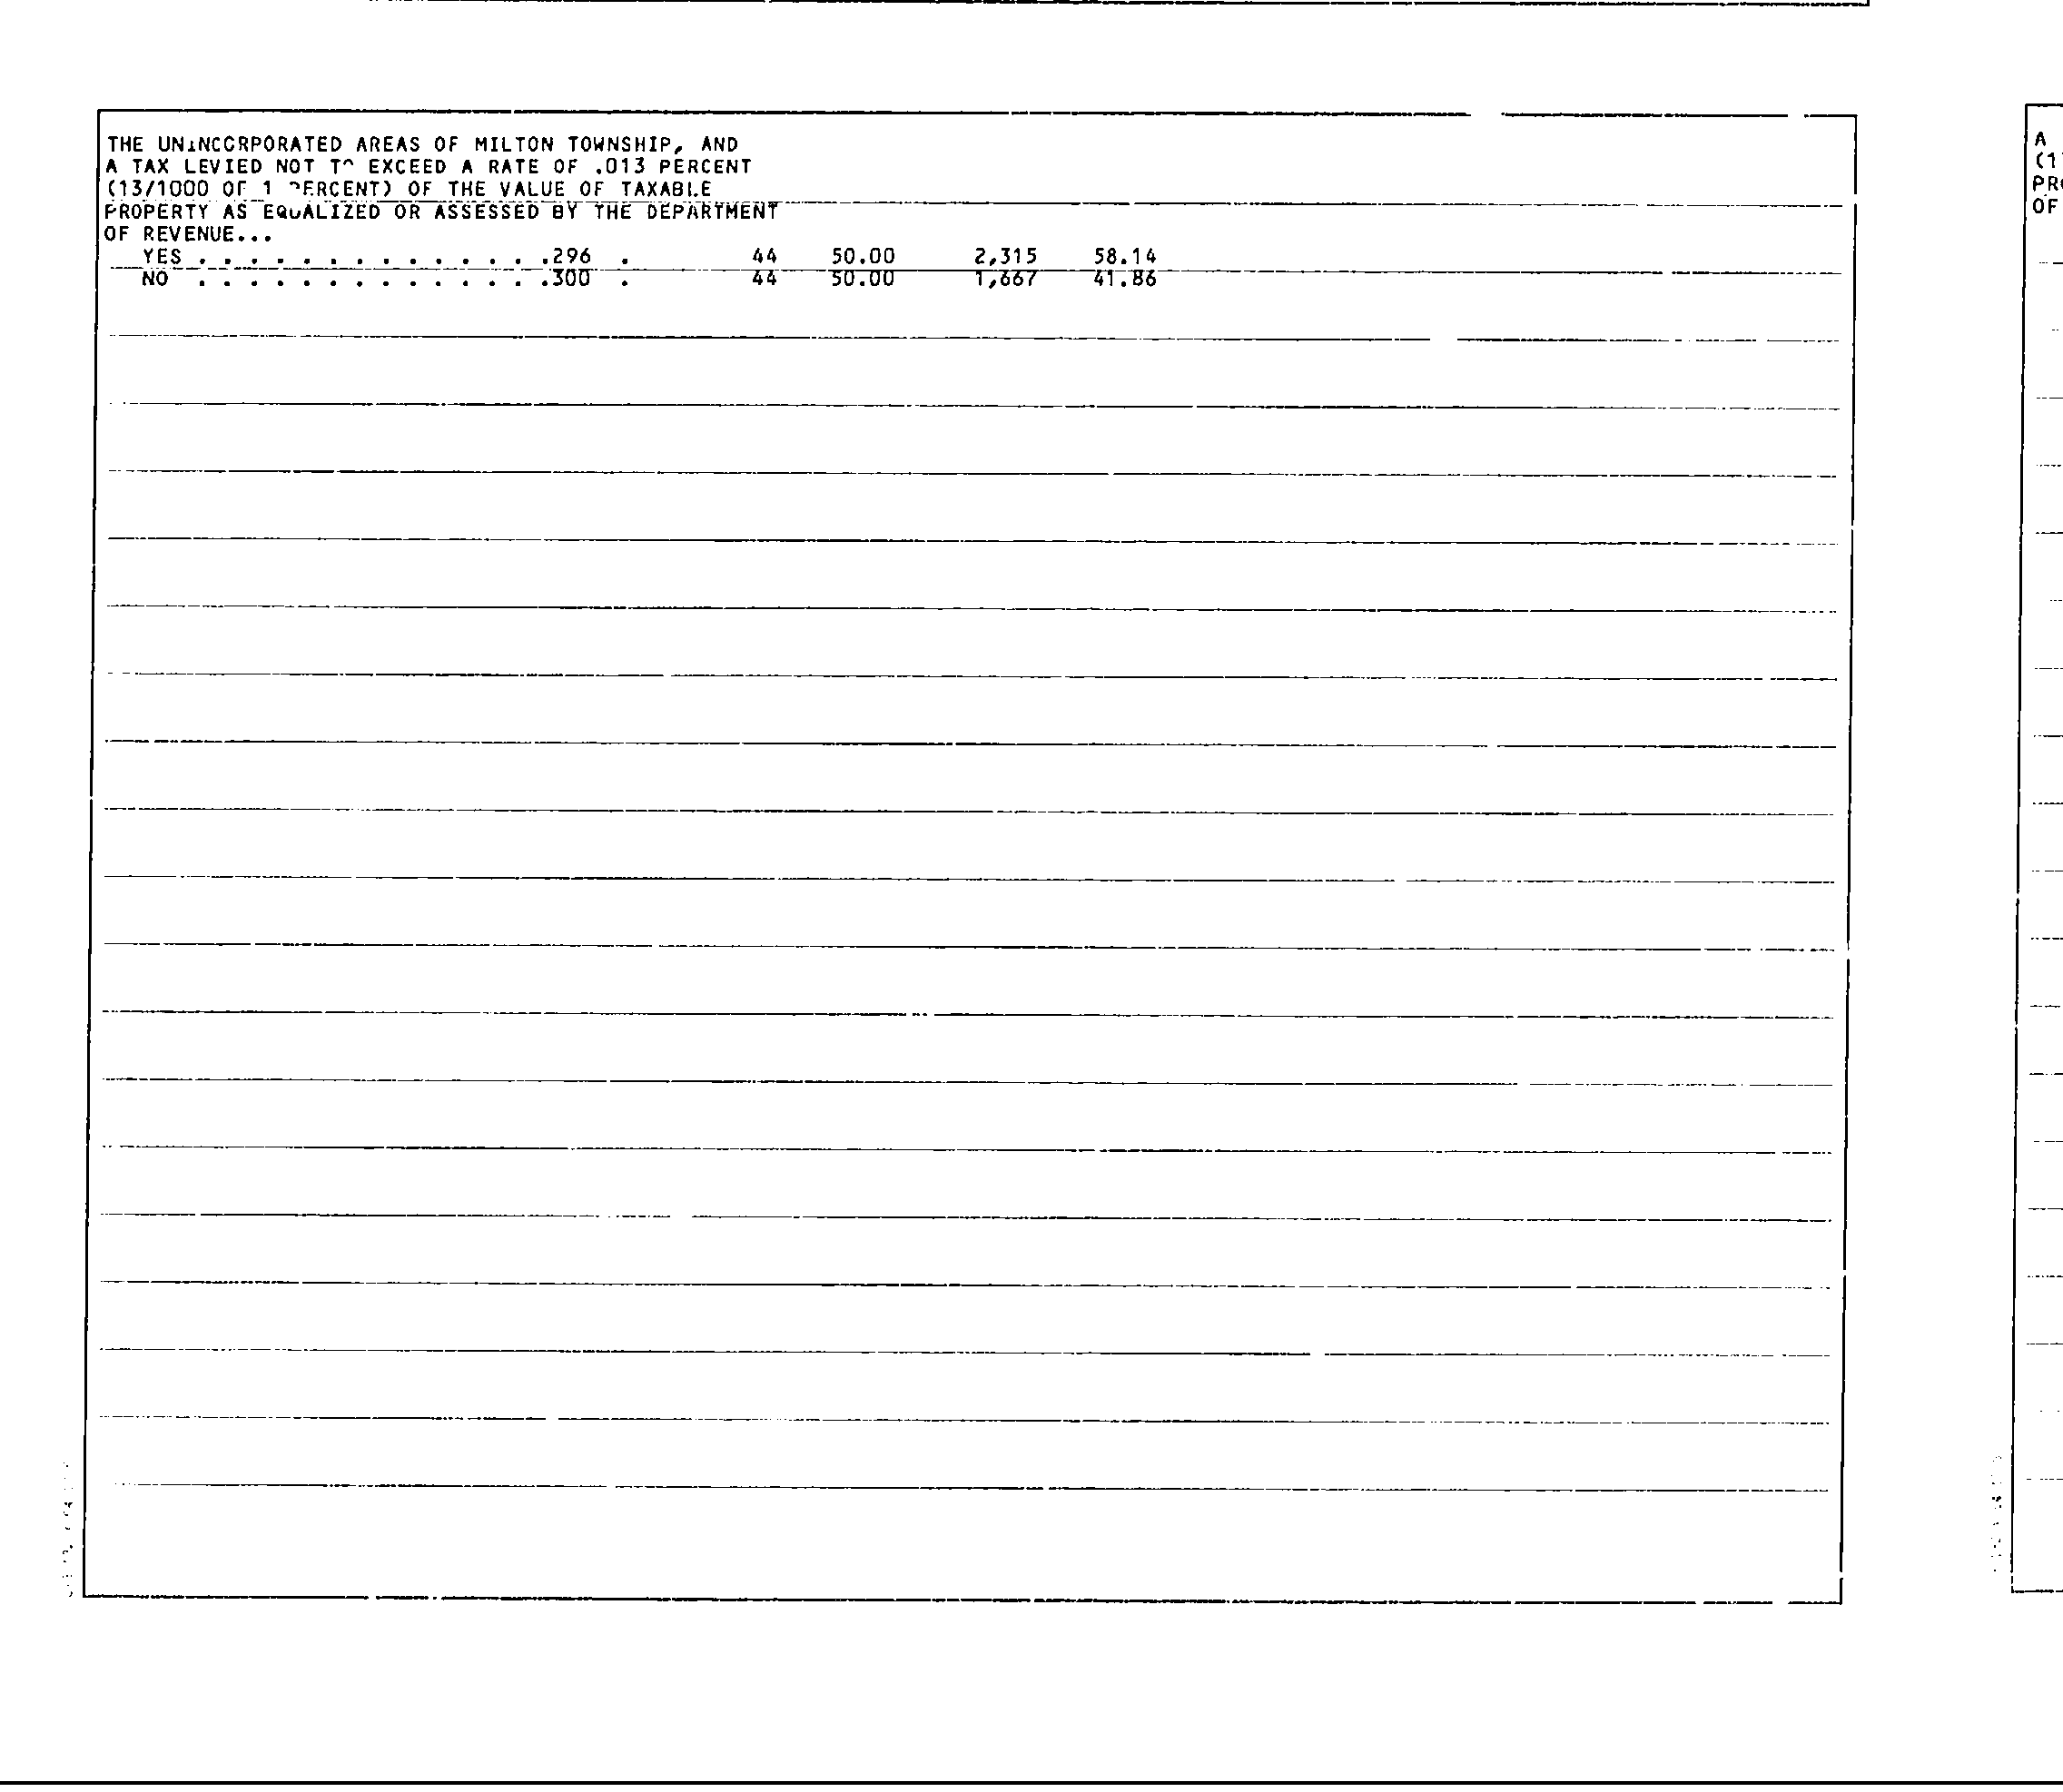 THE UNINCORPORATED AREAS OF MILTON TOWNSHIP, AND
A TAX LEVIED NOT TO EXCEED A RATE OF .013 PERCENT
(13/1000 OF 1 PERCENT) OF THE VALUE OF TAXABLE
PROPERTY AS EQUALIZED OR ASSESSED BY THE DEPARTMENT
OF REVENUE...
YES . . . . . . . . . . . . . .296 . 44 50.00 2,315 58.14
NO . . . . . . . . . . . . . .300 . 44 50.00 1,667 41.86
A
(1
PR
OF